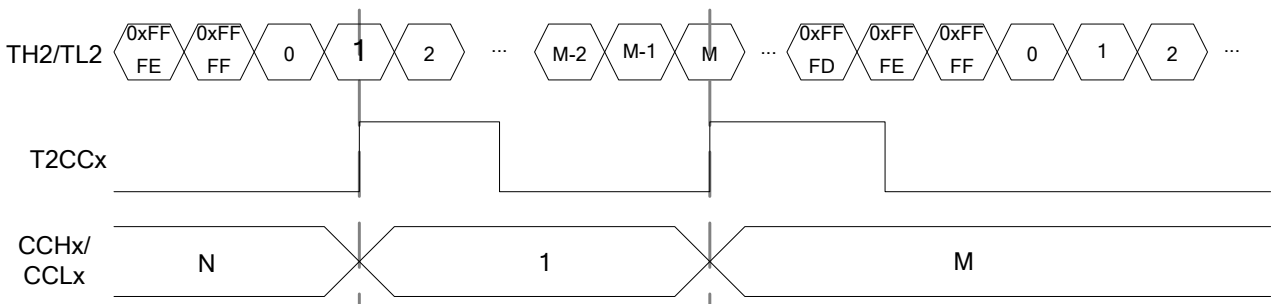 TH2/TL2 0xFF FE 0xFF FF 0 1 2 ... M-2 M-1 M ... 0xFF FD 0xFF FE 0xFF FF 0 1 2 ...
T2CCx
CCHx/
CCLx N 1 M